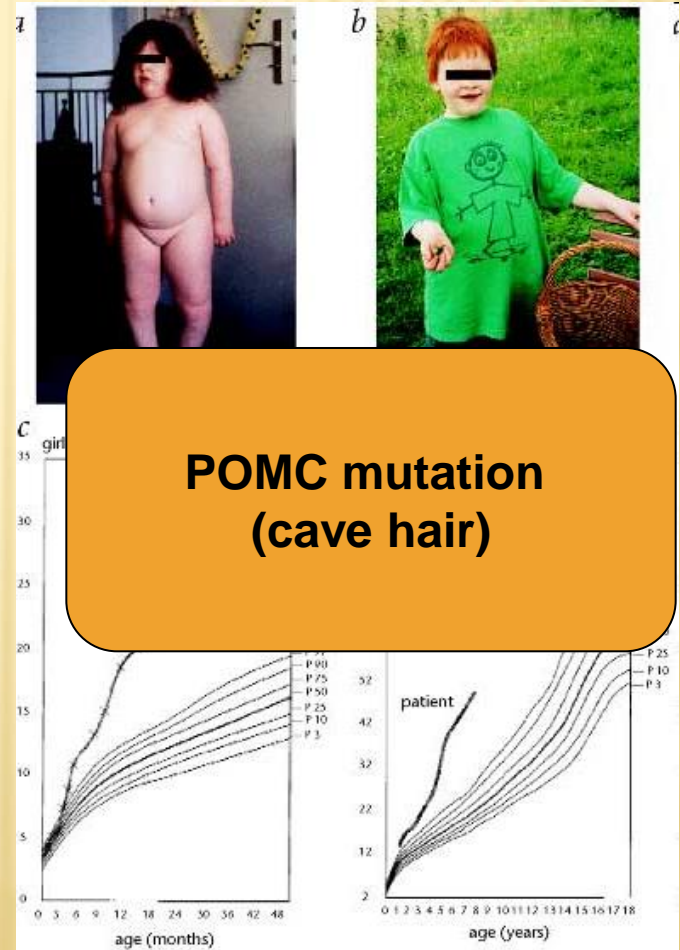 a
b
c
girl
POMC mutation
(cave hair)
35
30
25
20
15
10
5
0
P 90
P 75
P 50
P 25
P 10
P 3
0 3 6 9 12 18 24 30 36 42 48
age (months)
52
42
32
22
12
2
patient
P 25
P 10
P 3
0 1 2 3 4 5 6 7 8 9 10 11 12 13 14 15 16 17 18
age (years)